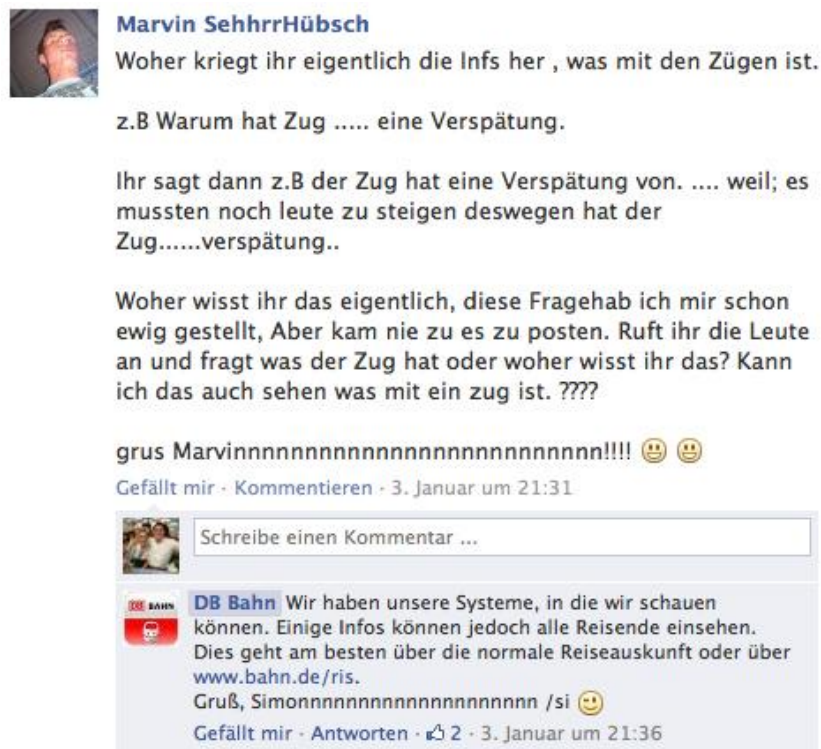 Marvin SehhrrHübsch
Woher kriegt ihr eigentlich die Infs her , was mit den Zügen ist.
z.B Warum hat Zug ..... eine Verspätung.
Ihr sagt dann z.B der Zug hat eine Verspätung von. .... weil; es
mussten noch leute zu steigen deswegen hat der
Zug......verspätung..
Woher wisst ihr das eigentlich, diese Fragehab ich mir schon
ewig gestellt, Aber kam nie zu es zu posten. Ruft ihr die Leute
an und fragt was der Zug hat oder woher wisst ihr das? Kann
ich das auch sehen was mit ein zug ist. ????
grus Marvinnnnnnnnnnnnnnnnnnnnnnnnnn!!!! 😃 😃
Gefällt mir · Kommentieren · 3. Januar um 21:31
Schreibe einen Kommentar ...
DB BAHN
DB Bahn Wir haben unsere Systeme, in die wir schauen
können. Einige Infos können jedoch alle Reisende einsehen.
Dies geht am besten über die normale Reiseauskunft oder über
www.bahn.de/ris.
Gruß, Simonnnnnnnnnnnnnnnnnnnnn /si 😉
Gefällt mir · Antworten · 👍 2 · 3. Januar um 21:36